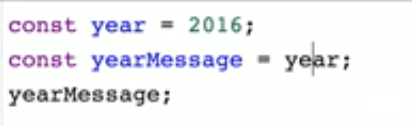 const year = 2016;
const yearMessage = year;
yearMessage;